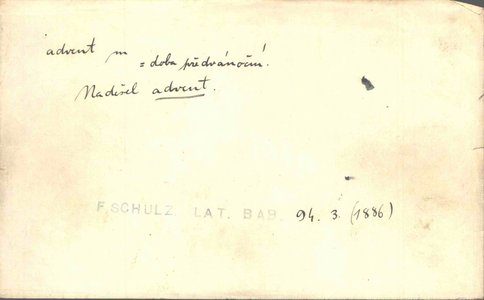 advent m
= doba předvánoční.
Nadešel advent.
F. SCHULZ. LAT. BAB. 94. 3. (1886)